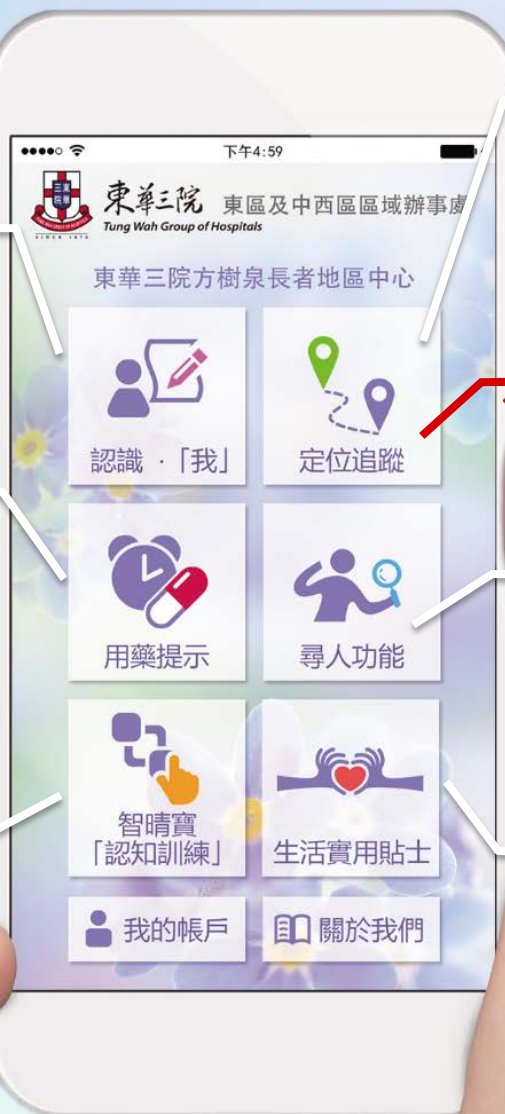 下午4:59
東華三院 東區及中西區區域辦事處
Tung Wah Group of Hospitals
SINCE 1870
東華三院方樹泉長者地區中心
認識·「我」
定位追蹤
用藥提示
尋人功能
智晴寶
「認知訓練」
生活實用貼士
我的帳戶
關於我們